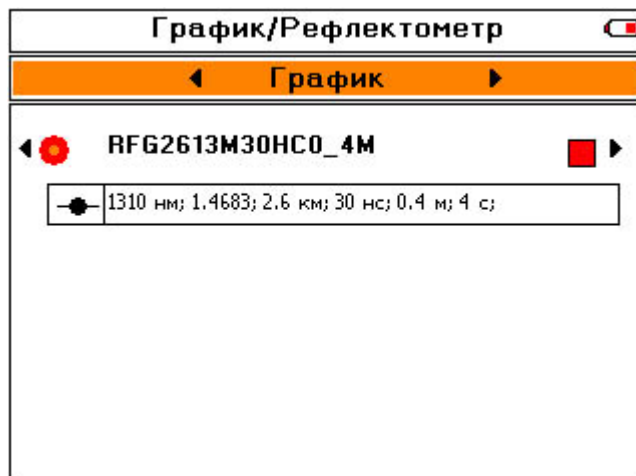 График/Рефлектометр
График
RFG2613M30HC0_4M
1310 нм; 1.4683; 2.6 км; 30 нс; 0.4 м; 4 с;